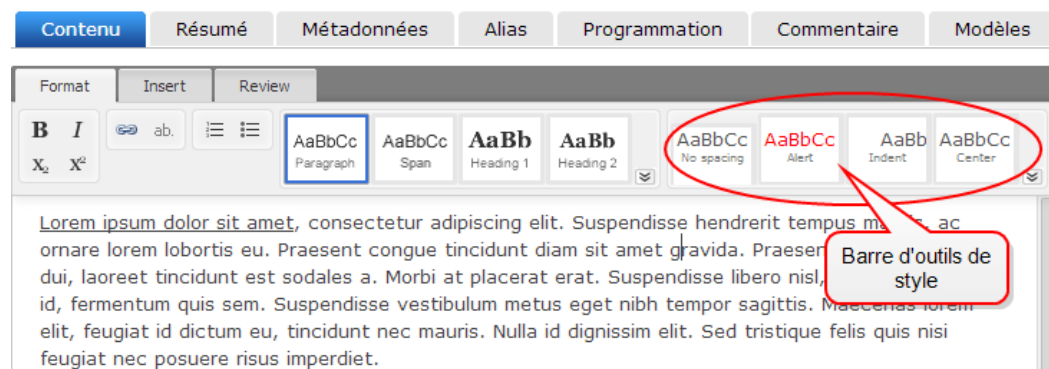 Contenu Résumé Métadonnées Alias Programmation Commentaire Modèles
Format Insert Review
B I ab. AaBbCc AaBbCc AaBb AaBb AaBbCc AaBbCc AaBb AaBbCc
X₂ X² Paragraph Span Heading 1 Heading 2 No spacing Alert Indent Center
Lorem ipsum dolor sit amet, consectetur adipiscing elit. Suspendisse hendrerit tempus ac
ornare lorem lobortis eu. Praesent congue tincidunt diam sit amet gravida.
dui, laoreet tincidunt est sodales a. Morbi at placerat erat. Suspendisse libero nisl,
id, fermentum quis sem. Suspendisse vestibulum metus eget nibh tempor sagittis. Maecenas lorem
elit, feugiat id dictum eu, tincidunt nec mauris. Nulla id dignissim elit. Sed tristique felis quis nisi
feugiat nec posuere risus imperdiet.
Barre d'outils de
style